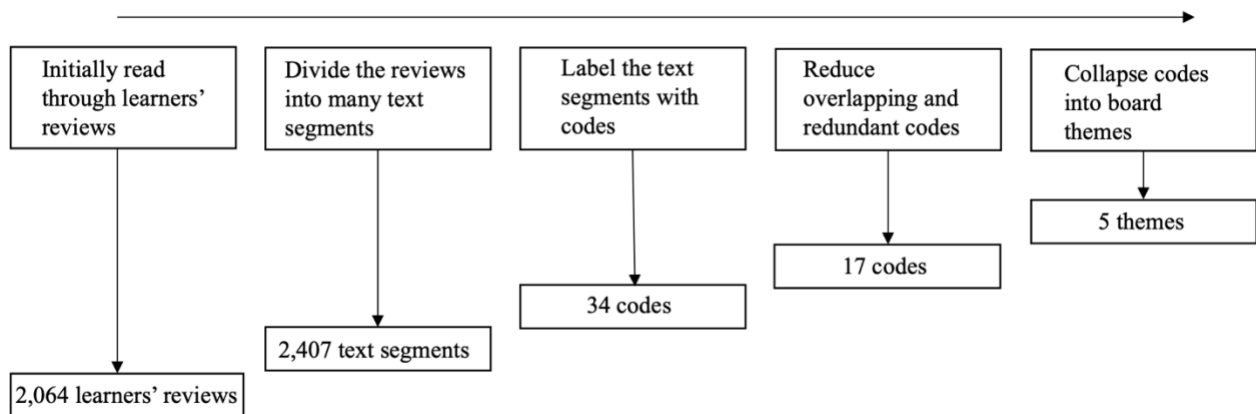 Initially read
through learners’
reviews
Divide the reviews
into many text
segments
Label the text
segments with
codes
Reduce
overlapping and
redundant codes
Collapse codes
into board
themes
5 themes
17 codes
34 codes
2,407 text segments
2,064 learners’ reviews